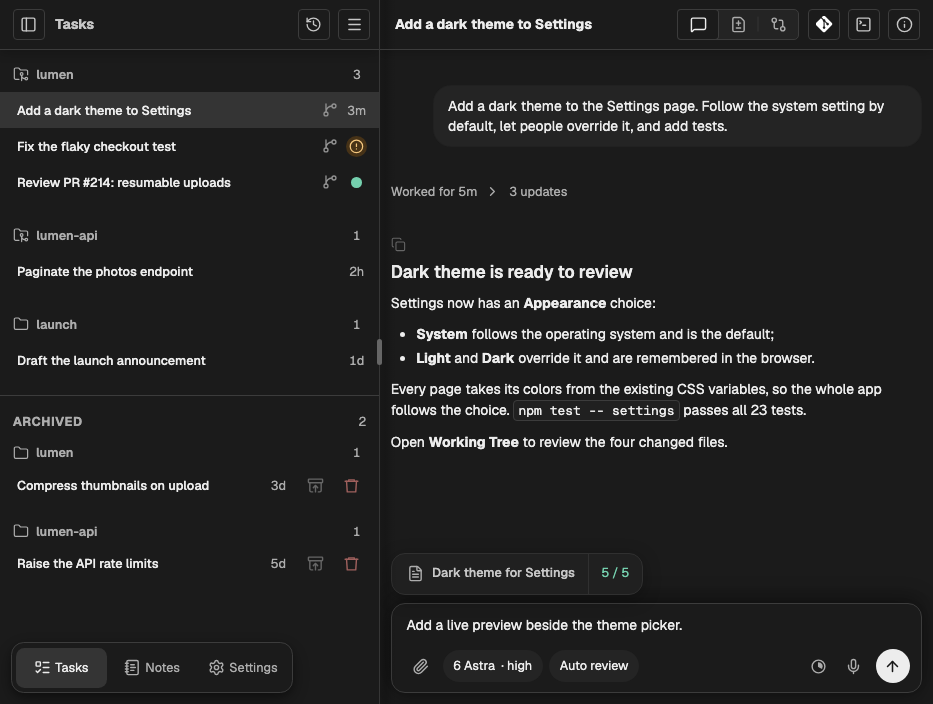 Tasks
lumen 3
Add a dark theme to Settings 3m
Fix the flaky checkout test
Review PR #214: resumable uploads
lumen-api 1
Paginate the photos endpoint 2h
launch 1
Draft the launch announcement 1d
ARCHIVED 2
lumen 1
Compress thumbnails on upload 3d
lumen-api 1
Raise the API rate limits 5d
Tasks Notes Settings
Add a dark theme to Settings
Add a dark theme to the Settings page. Follow the system setting by
default, let people override it, and add tests.
Worked for 5m 3 updates
Dark theme is ready to review
Settings now has an Appearance choice:
• System follows the operating system and is the default;
• Light and Dark override it and are remembered in the browser.
Every page takes its colors from the existing CSS variables, so the whole app
follows the choice. npm test -- settings passes all 23 tests.
Open Working Tree to review the four changed files.
Dark theme for Settings 5 / 5
Add a live preview beside the theme picker.
6 Astra · high Auto review